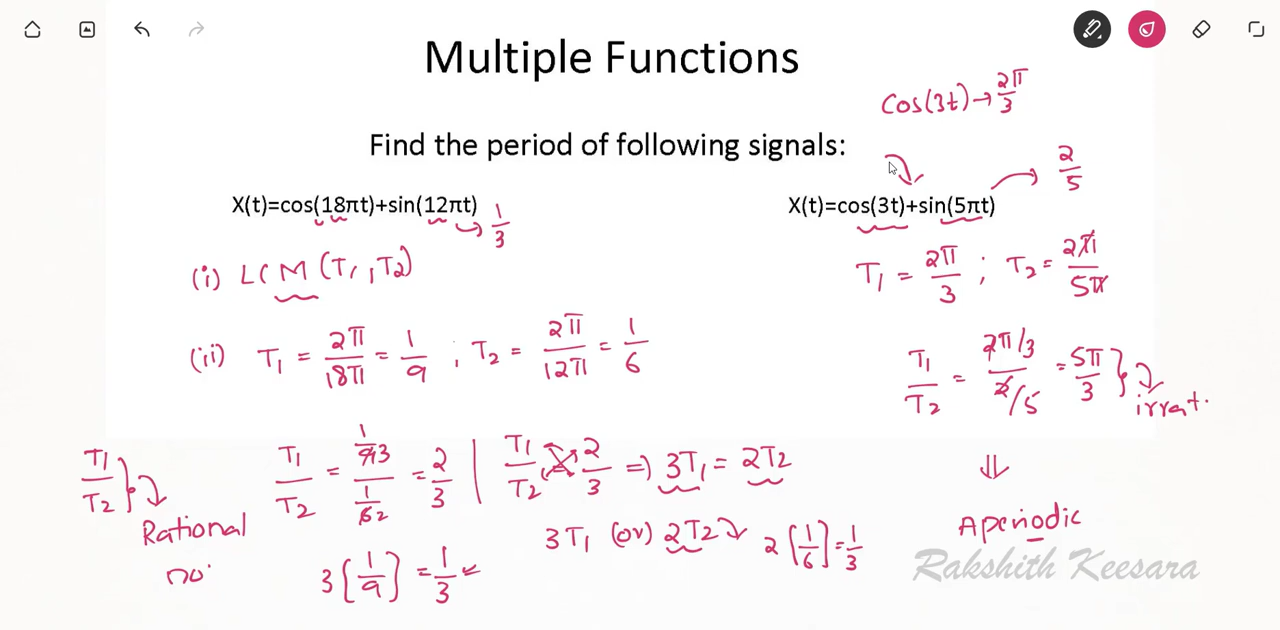 Multiple Functions
cos(3t)→2π/3
Find the period of following signals:
2/5
X(t)=cos(18πt)+sin(12πt)
1/3
X(t)=cos(3t)+sin(5πt)
(i) LCM (T1, T2)
T1 = 2π/3 ; T2 = 2π/5π
(ii) T1 = 2π/18π = 1/9 ; T2 = 2π/12π = 1/6
T1/T2 = (2π/3)/(2/5) = 5π/3 } irrat.
T1/T2 } Rational no.
T1/T2 = (1/9 3)/(1/6 2) = 2/3 | T1/T2 = 2/3 => 3T1 = 2T2
⇓
3T1 (or) 2T2
2(1/6) = 1/3
Aperiodic
3(1/9) = 1/3
Rakshith Keesara